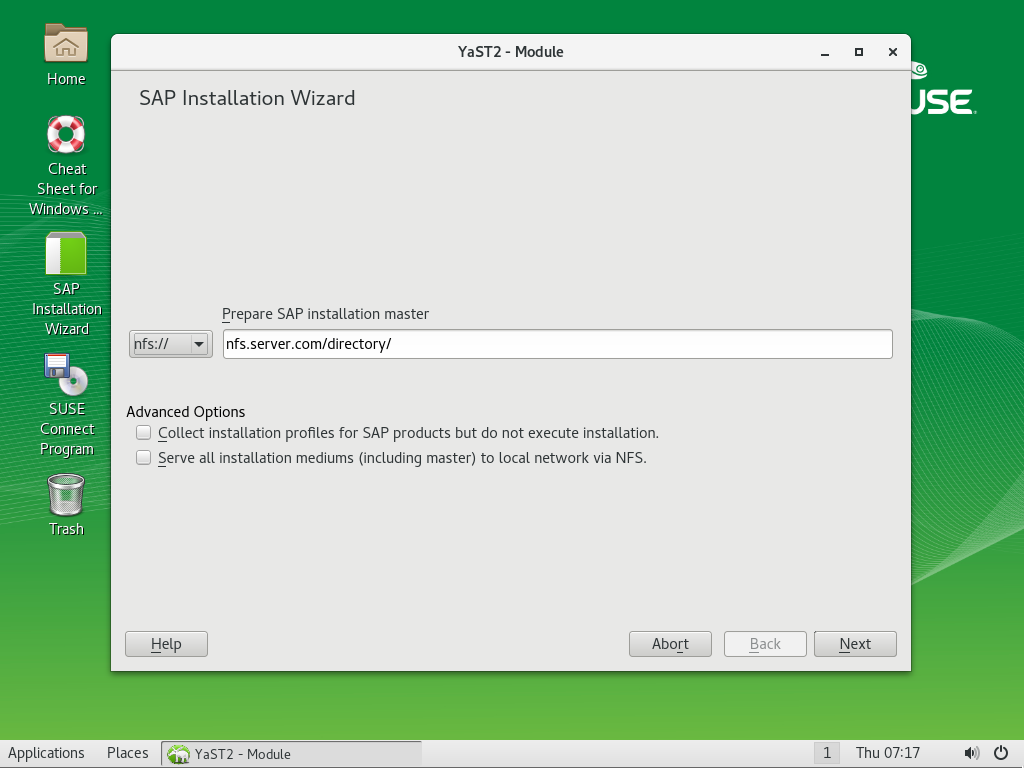 Home
Cheat
Sheet for
Windows ...
SAP
Installation
Wizard
SUSE
Connect
Program
Trash
YaST2 - Module
SAP Installation Wizard
Prepare SAP installation master
nfs://
nfs.server.com/directory/
Advanced Options
Collect installation profiles for SAP products but do not execute installation.
Serve all installation mediums (including master) to local network via NFS.
Help
Abort
Back
Next
Applications
Places
YaST2 - Module
1
Thu 07:17